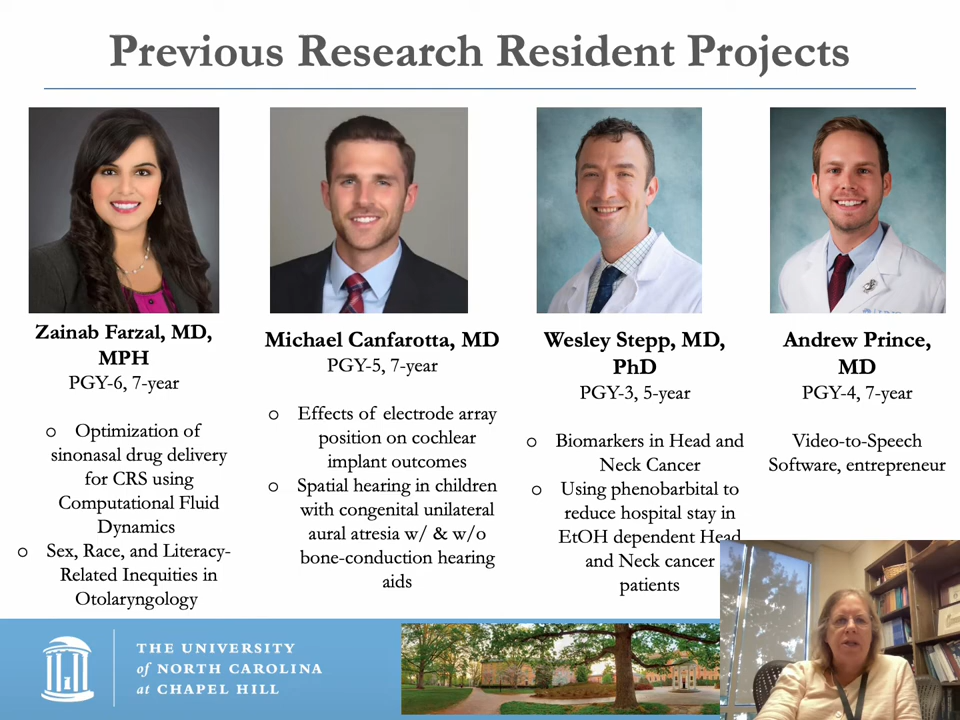 Previous Research Resident Projects
Zainab Farzal, MD,
MPH
PGY-6, 7-year
o Optimization of
sinonasal drug delivery
for CRS using
Computational Fluid
Dynamics
o Sex, Race, and Literacy-
Related Inequities in
Otolaryngology
Michael Canfarotta, MD
PGY-5, 7-year
o Effects of electrode array
position on cochlear
implant outcomes
o Spatial hearing in children
with congenital unilateral
aural atresia w/ & w/o
bone-conduction hearing
aids
Wesley Stepp, MD,
PhD
PGY-3, 5-year
o Biomarkers in Head and
Neck Cancer
o Using phenobarbital to
reduce hospital stay in
EtOH dependent Head
and Neck cancer
patients
Andrew Prince,
MD
PGY-4, 7-year
Video-to-Speech
Software, entrepreneur
THE UNIVERSITY
of NORTH CAROLINA
at CHAPEL HILL